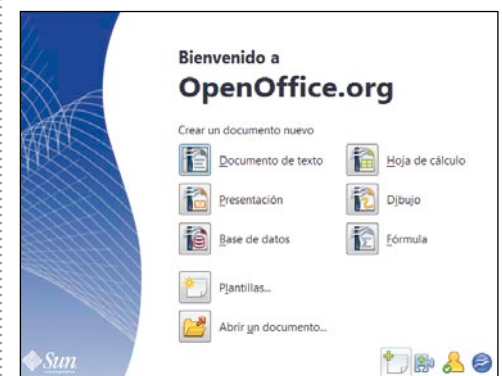 Bienvenido a
OpenOffice.org
Crear un documento nuevo
Documento de texto
Hoja de cálculo
Presentación
Dibujo
Base de datos
Fórmula
Plantillas...
Abrir un documento...
Sun